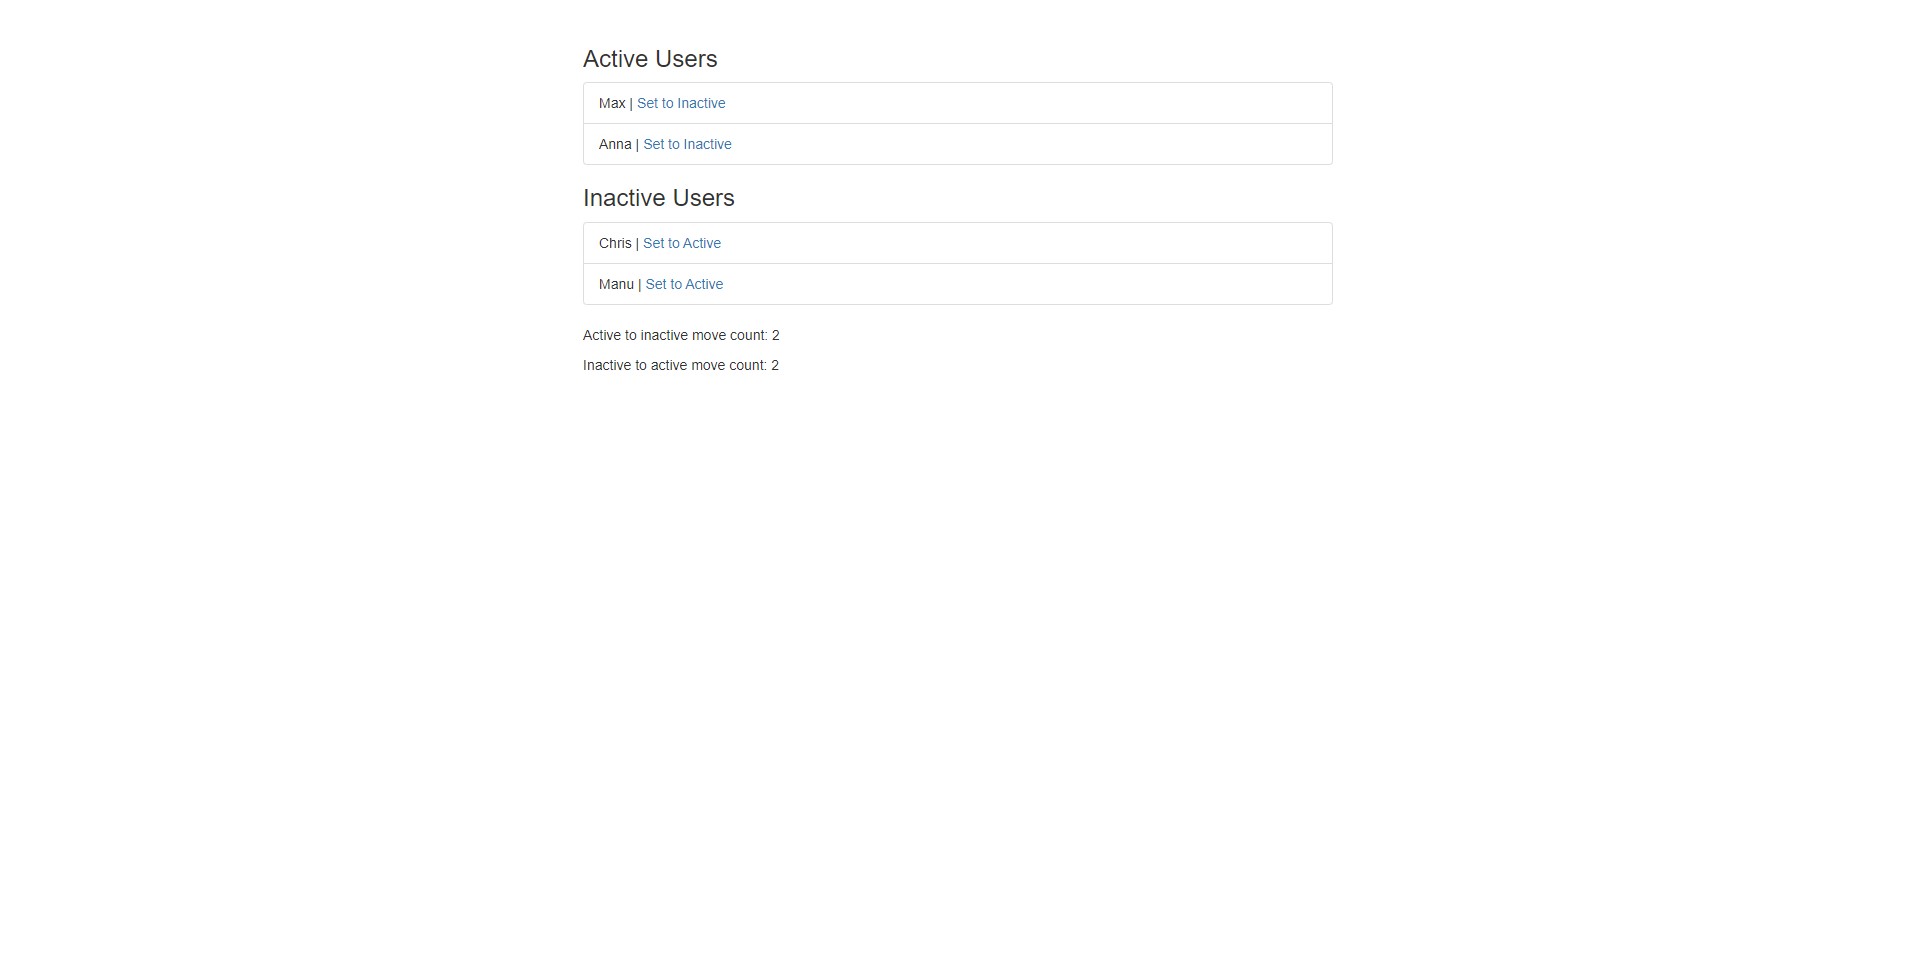 Active Users
Max | Set to Inactive
Anna | Set to Inactive
Inactive Users
Chris | Set to Active
Manu | Set to Active
Active to inactive move count: 2
Inactive to active move count: 2